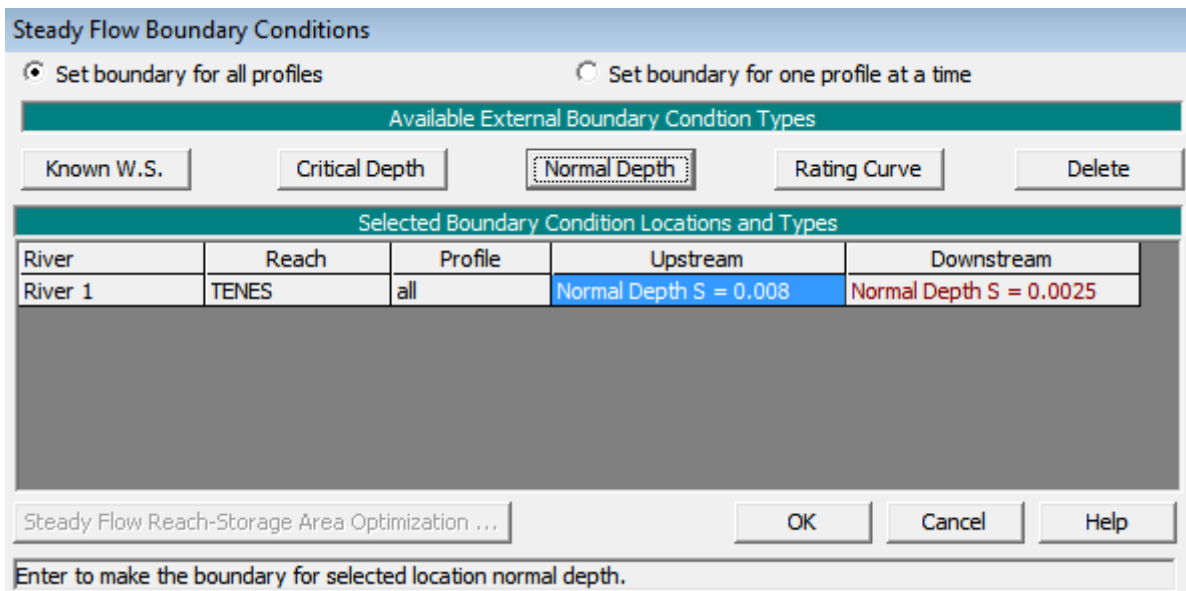 Steady Flow Boundary Conditions
Set boundary for all profiles Set boundary for one profile at a time
Available External Boundary Condtion Types
Known W.S. Critical Depth Normal Depth Rating Curve Delete
Selected Boundary Condition Locations and Types
River Reach Profile Upstream Downstream
River 1 TENES all Normal Depth S = 0.008 Normal Depth S = 0.0025
Steady Flow Reach-Storage Area Optimization ... OK Cancel Help
Enter to make the boundary for selected location normal depth.